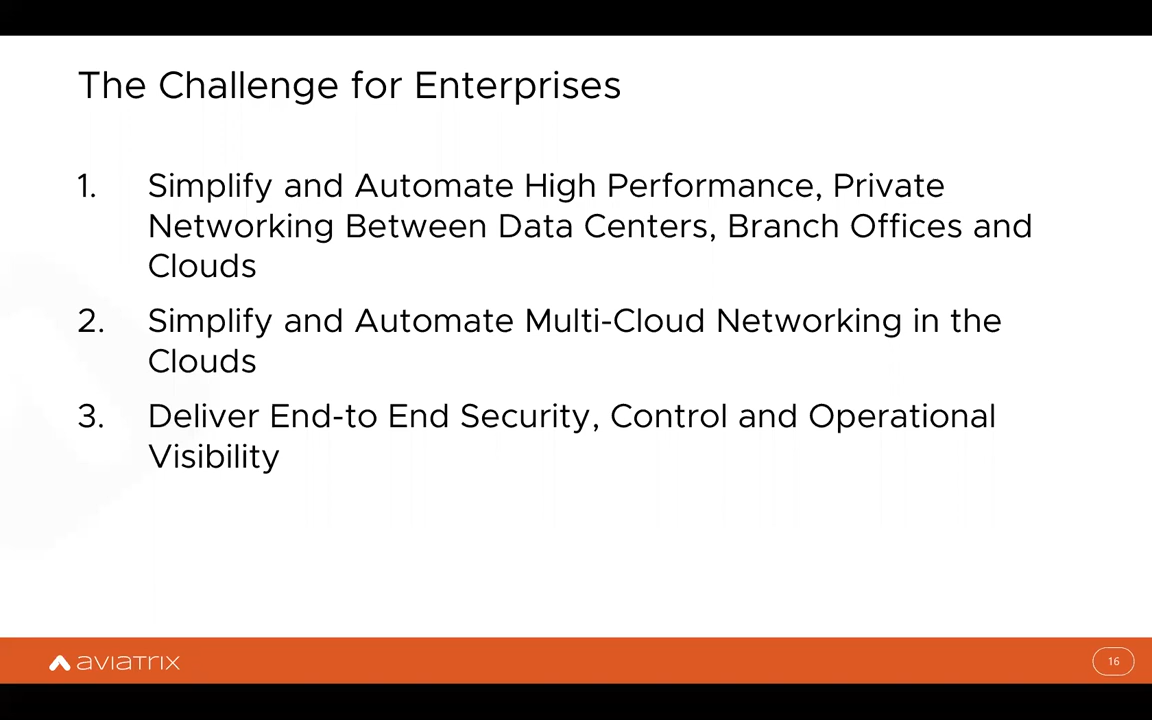 The Challenge for Enterprises
1. Simplify and Automate High Performance, Private
Networking Between Data Centers, Branch Offices and
Clouds
2. Simplify and Automate Multi-Cloud Networking in the
Clouds
3. Deliver End-to End Security, Control and Operational
Visibility
aviatrix
16